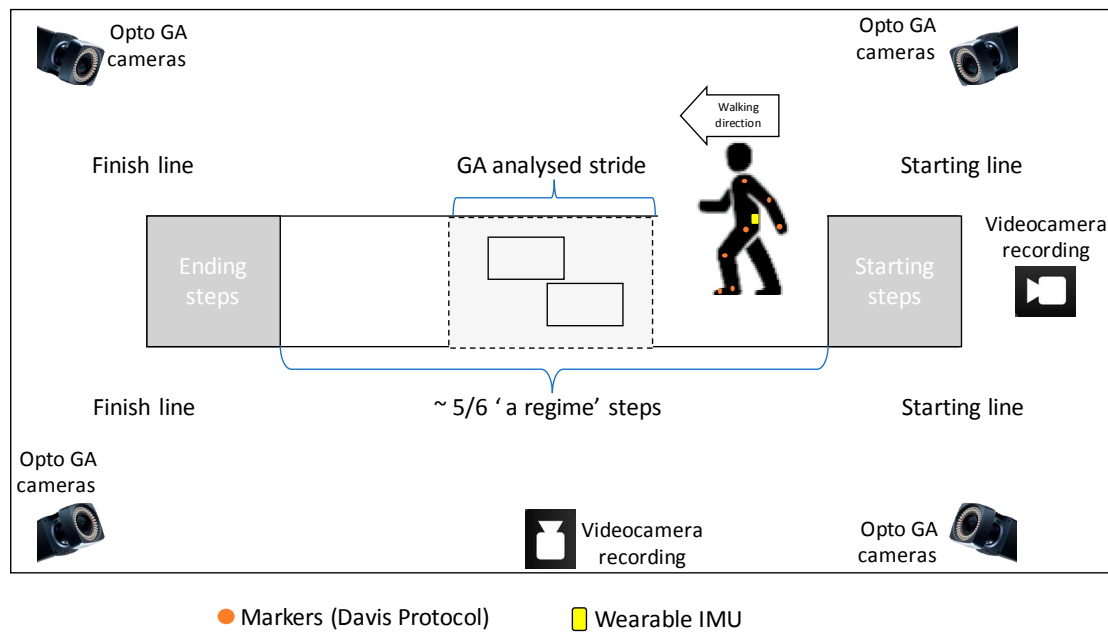 Opto GA
cameras
Opto GA
cameras
Walking
direction
Finish line
GA analysed stride
Starting line
Videocamera
recording
Ending
steps
Starting
steps
Finish line
~ 5/6 ‘ a regime’ steps
Starting line
Opto GA
cameras
Videocamera
recording
Opto GA
cameras
Markers (Davis Protocol)
Wearable IMU